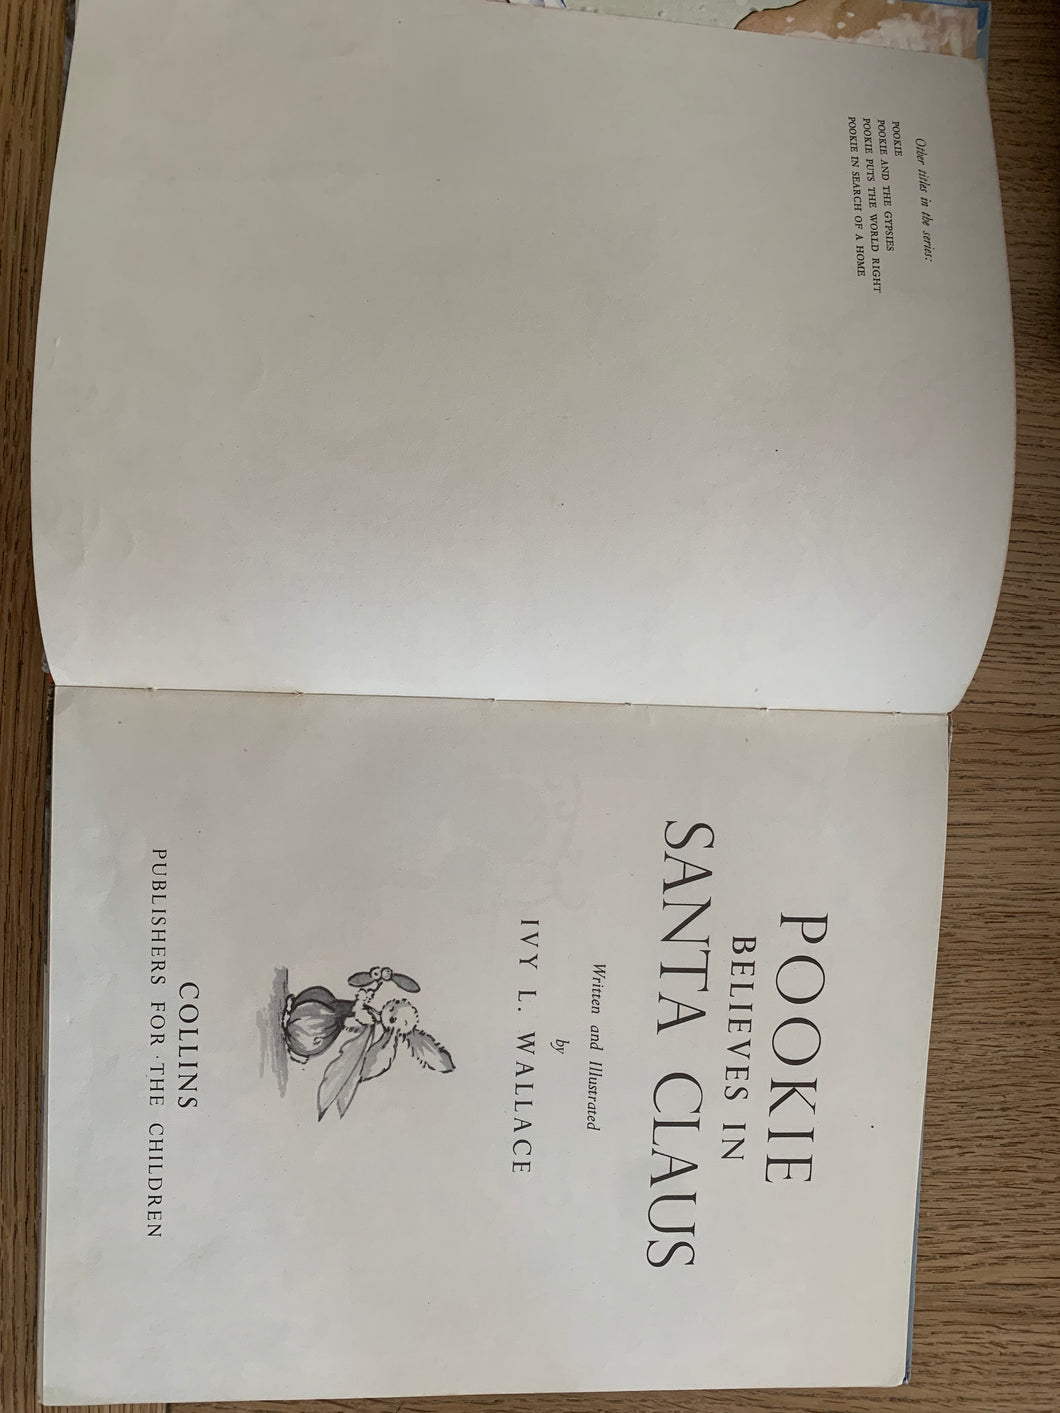 Other titles in the series:
POOKIE
POOKIE AND THE GYPSIES
POOKIE PUTS THE WORLD RIGHT
POOKIE IN SEARCH OF A HOME
POOKIE
BELIEVES IN
SANTA CLAUS
Written and Illustrated
by
IVY L. WALLACE
COLLINS
PUBLISHERS FOR · THE CHILDREN